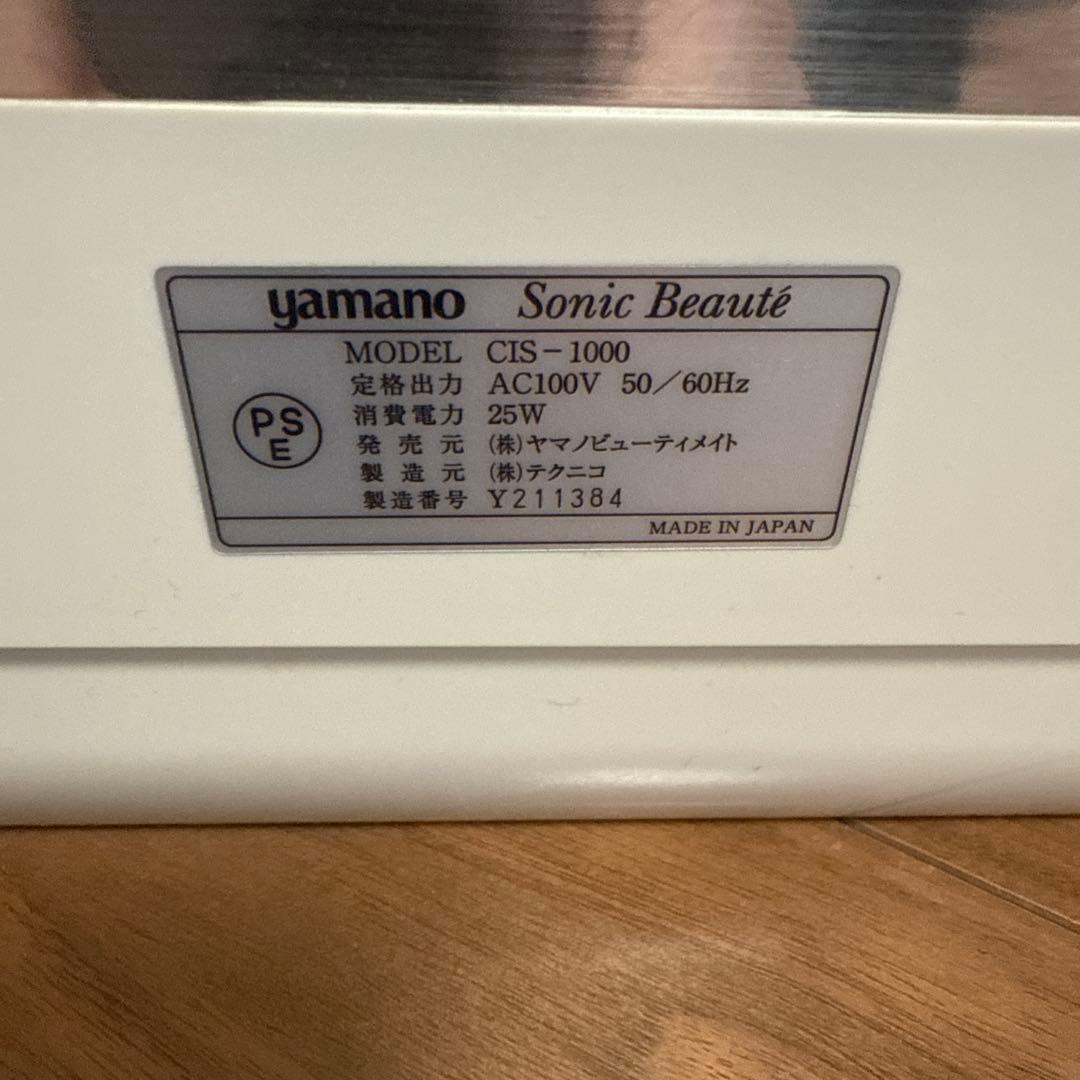 yamano Sonic Beauté
MODEL CIS-1000
定格出力 AC100V 50/60Hz
消費電力 25W
発売元 (株)ヤマノビューティメイト
製造元 (株)テクニコ
製造番号 Y211384
PS
E
MADE IN JAPAN